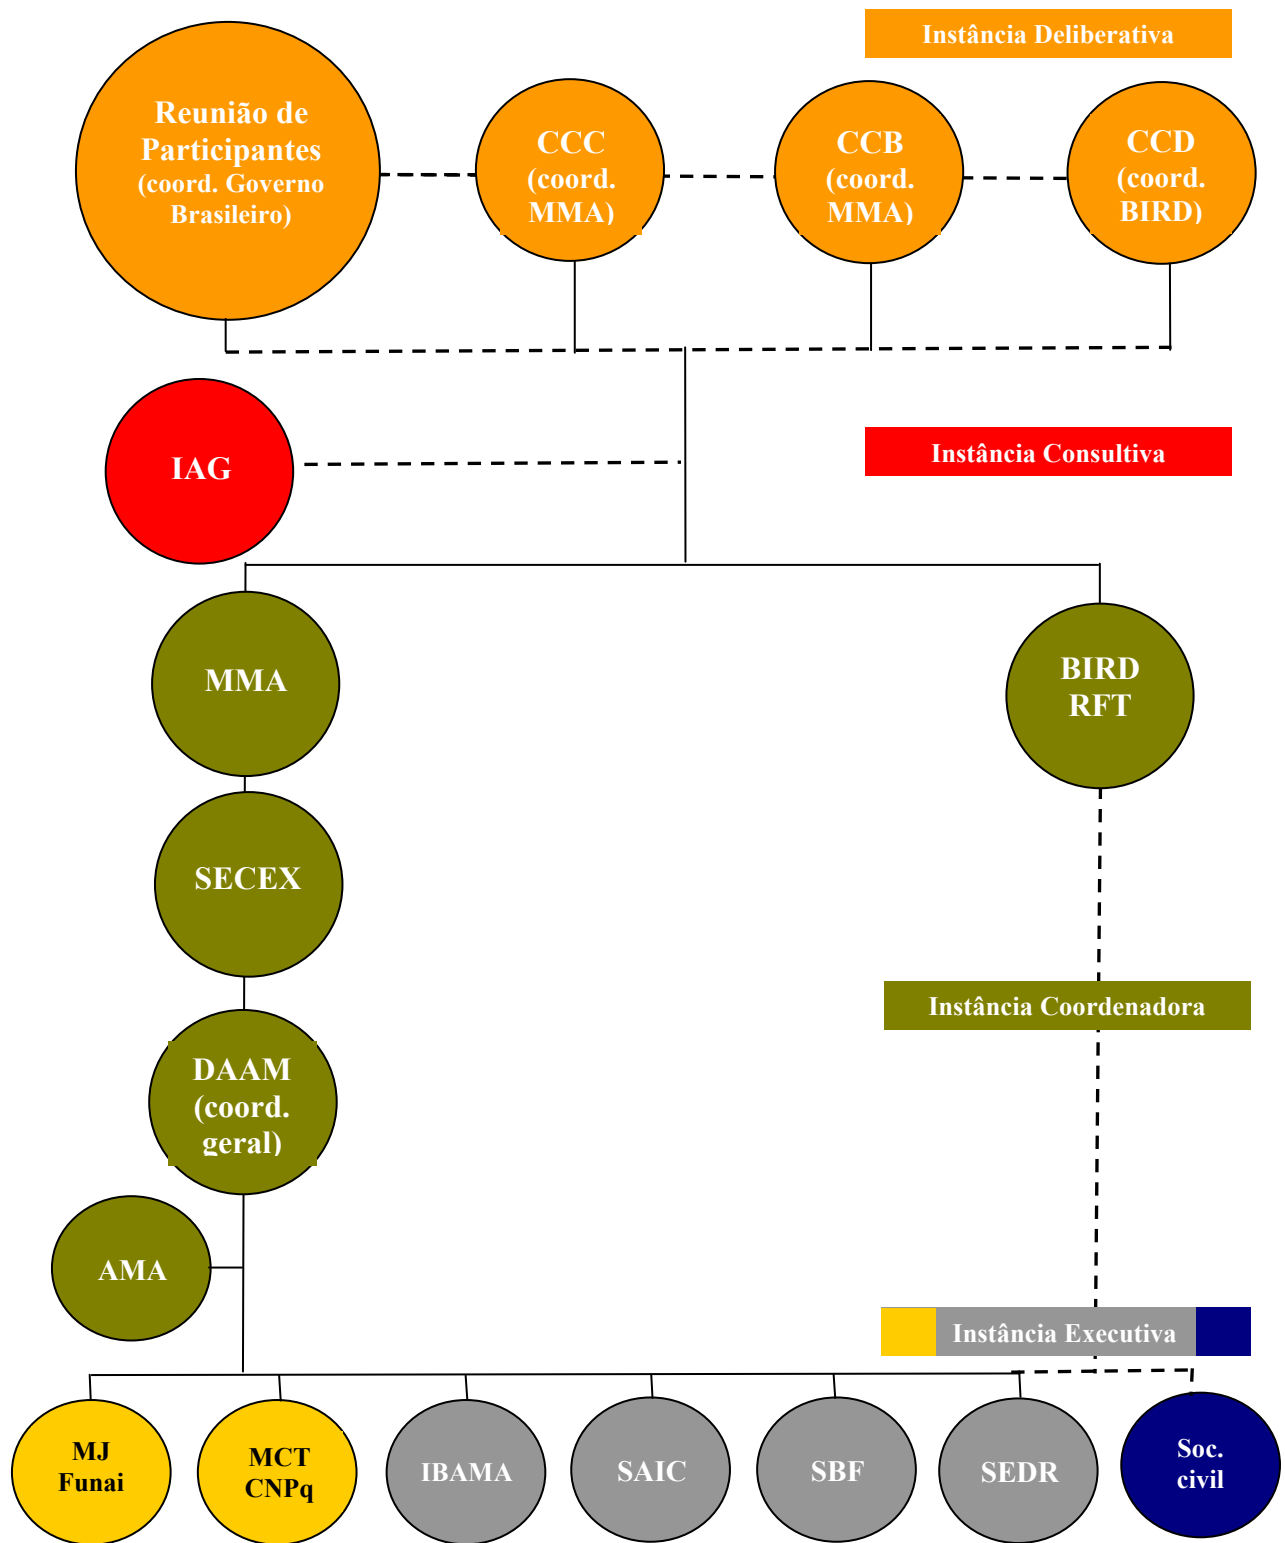 Instância Deliberativa
Reunião de
Participantes
(coord. Governo
Brasileiro)
CCC
(coord.
MMA)
CCB
(coord.
MMA)
CCD
(coord.
BIRD)
IAG
Instância Consultiva
MMA
BIRD
RFT
SECEX
Instância Coordenadora
DAAM
(coord.
geral)
AMA
Instância Executiva
MJ
Funai
MCT
CNPq
IBAMA
SAIC
SBF
SEDR
Soc.
civil